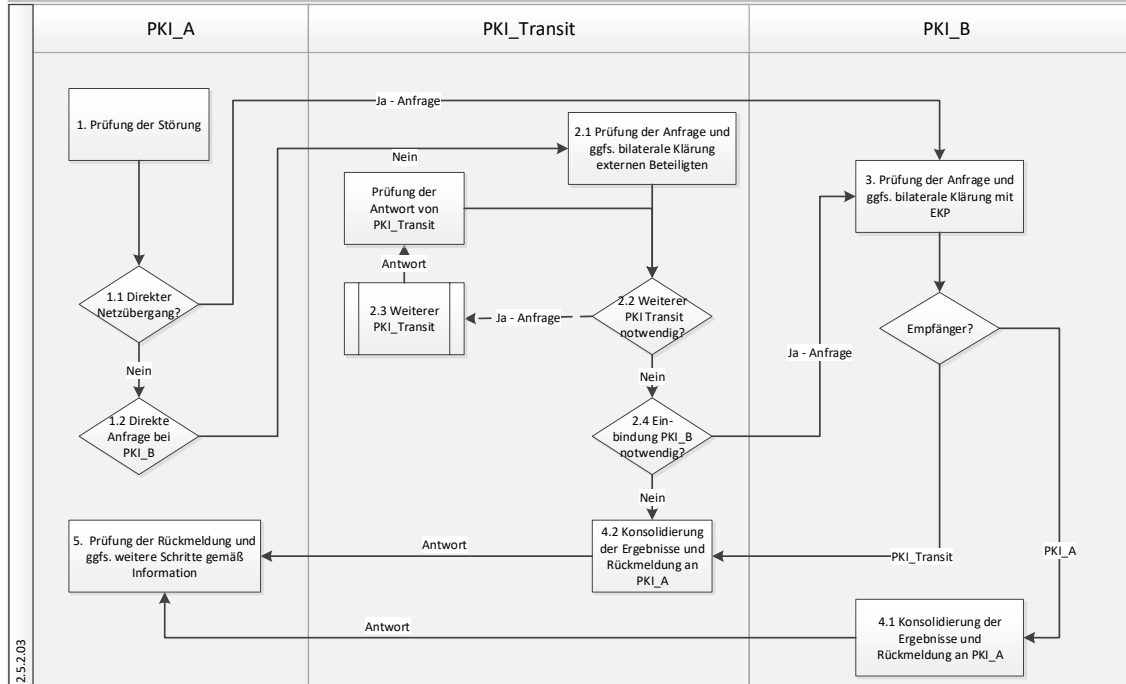 PKI_A
PKI_Transit
PKI_B
1. Prüfung der Störung
Ja - Anfrage
2.1 Prüfung der Anfrage und
ggfs. bilaterale Klärung
externen Beteiligten
Nein
Prüfung der
Antwort von
PKI_Transit
3. Prüfung der Anfrage und
ggfs. bilaterale Klärung mit
EKP
Antwort
1.1 Direkter
Netzübergang?
2.3 Weiterer
PKI_Transit
Ja - Anfrage
2.2 Weiterer
PKI Transit
notwendig?
Empfänger?
Ja - Anfrage
Nein
Nein
1.2 Direkte
Anfrage bei
PKI_B
2.4 Ein-
bindung PKI_B
notwendig?
Nein
5. Prüfung der Rückmeldung und
ggfs. weitere Schritte gemäß
Information
Antwort
4.2 Konsolidierung
der Ergebnisse und
Rückmeldung an
PKI_A
PKI_Transit
PKI_A
Antwort
4.1 Konsolidierung der
Ergebnisse und
Rückmeldung an PKI_A
2.5.2.03